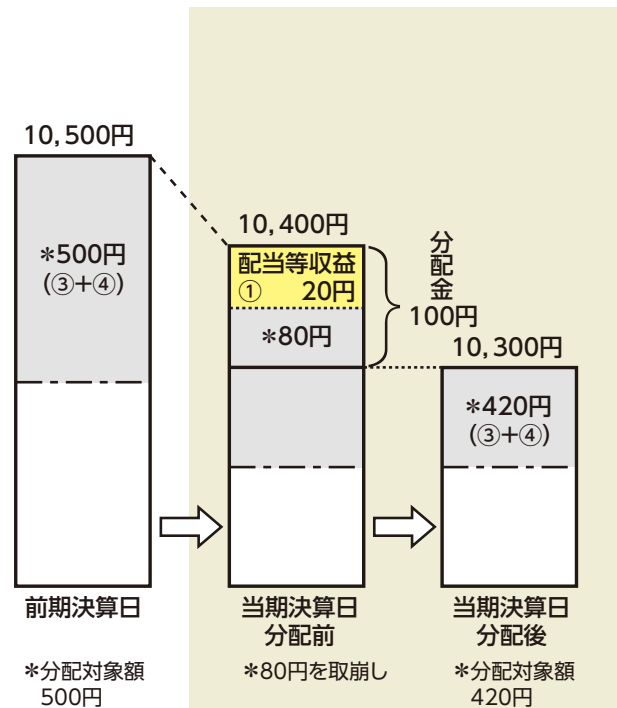 10,500円
*500円
(③+④)
10,400円
配当等収益
① 20円
*80円
分配金
100円
10,300円
*420円
(③+④)
前期決算日
当期決算日
分配前
当期決算日
分配後
*分配対象額
500円
*80円を取崩し
*分配対象額
420円